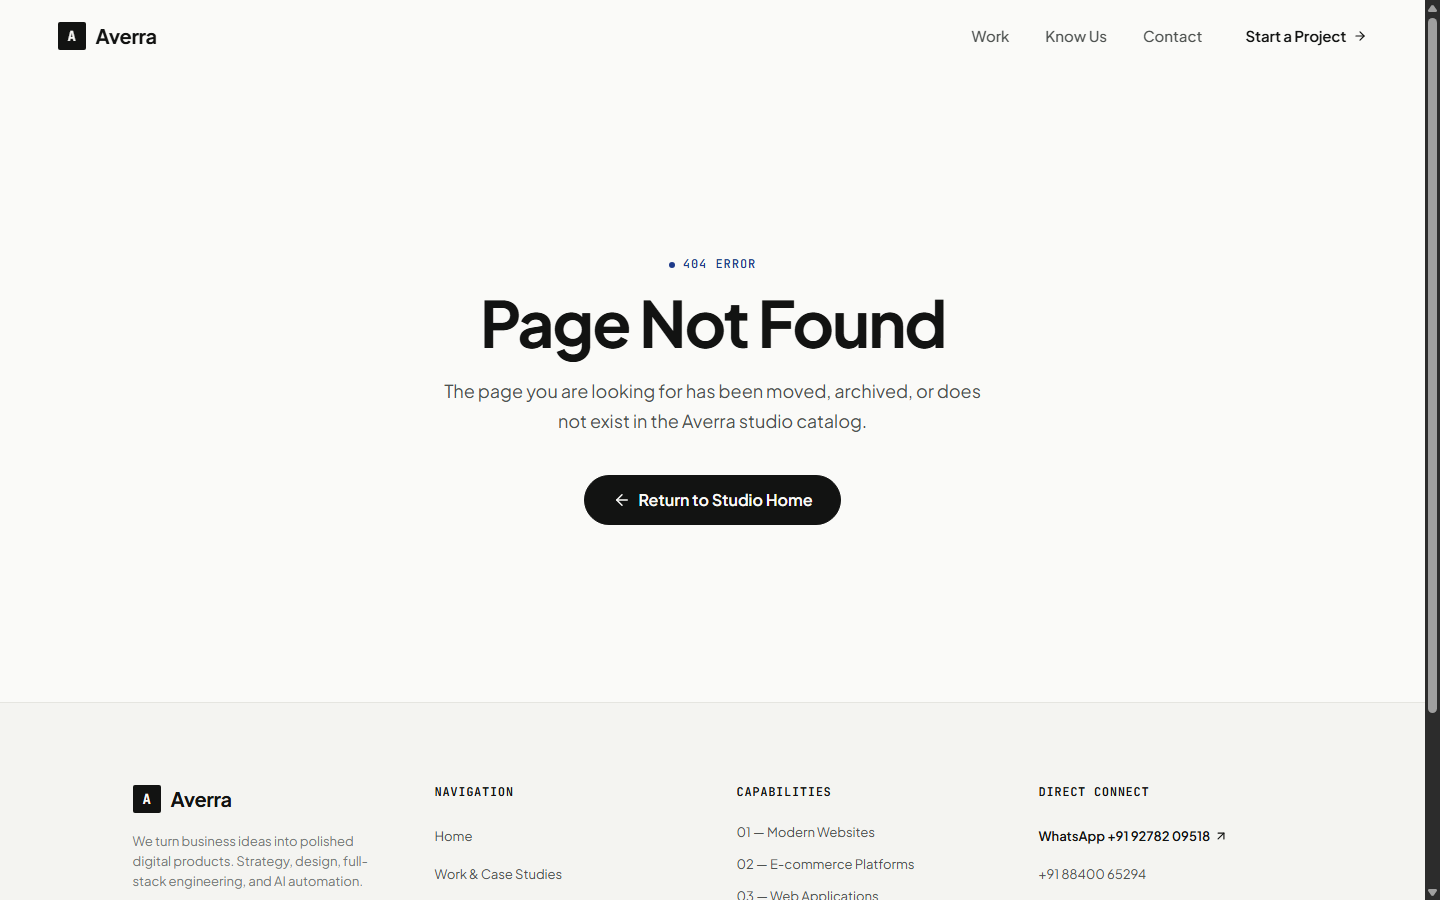 A Averra
Work
Know Us
Contact
Start a Project →
404 ERROR
Page Not Found
The page you are looking for has been moved, archived, or does
not exist in the Averra studio catalog.
← Return to Studio Home
A Averra
We turn business ideas into polished
digital products. Strategy, design, full-
stack engineering, and AI automation.
NAVIGATION
Home
Work & Case Studies
CAPABILITIES
01 — Modern Websites
02 — E-commerce Platforms
03 — Web Applications
DIRECT CONNECT
WhatsApp +91 92782 09518 ↗
+91 88400 65294